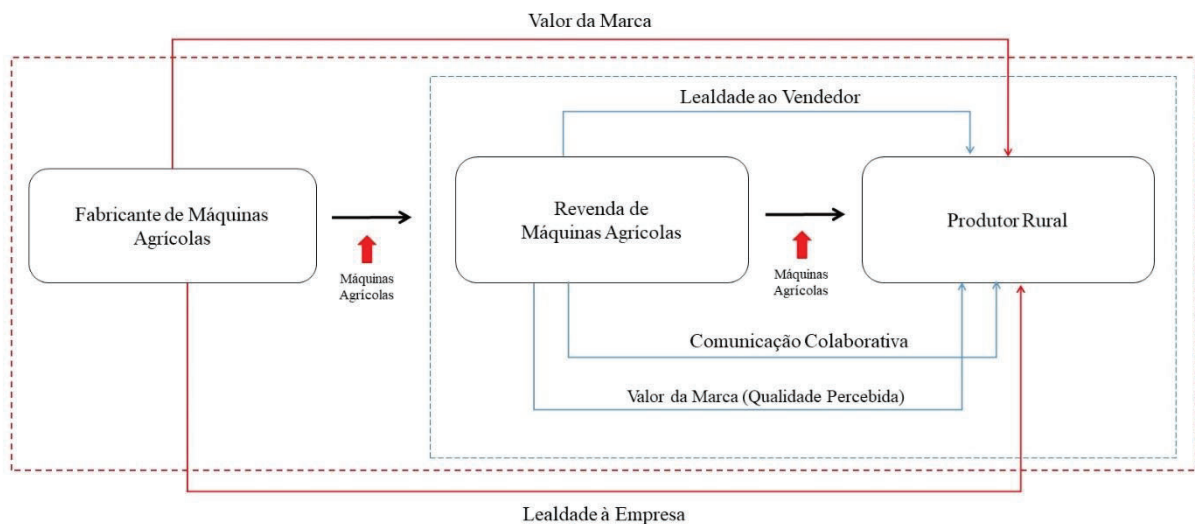 Valor da Marca
Lealdade ao Vendedor
Fabricante de Máquinas
Agrícolas
Revenda de
Máquinas Agrícolas
Produtor Rural
Máquinas
Agrícolas
Máquinas
Agrícolas
Comunicação Colaborativa
Valor da Marca (Qualidade Percebida)
Lealdade à Empresa